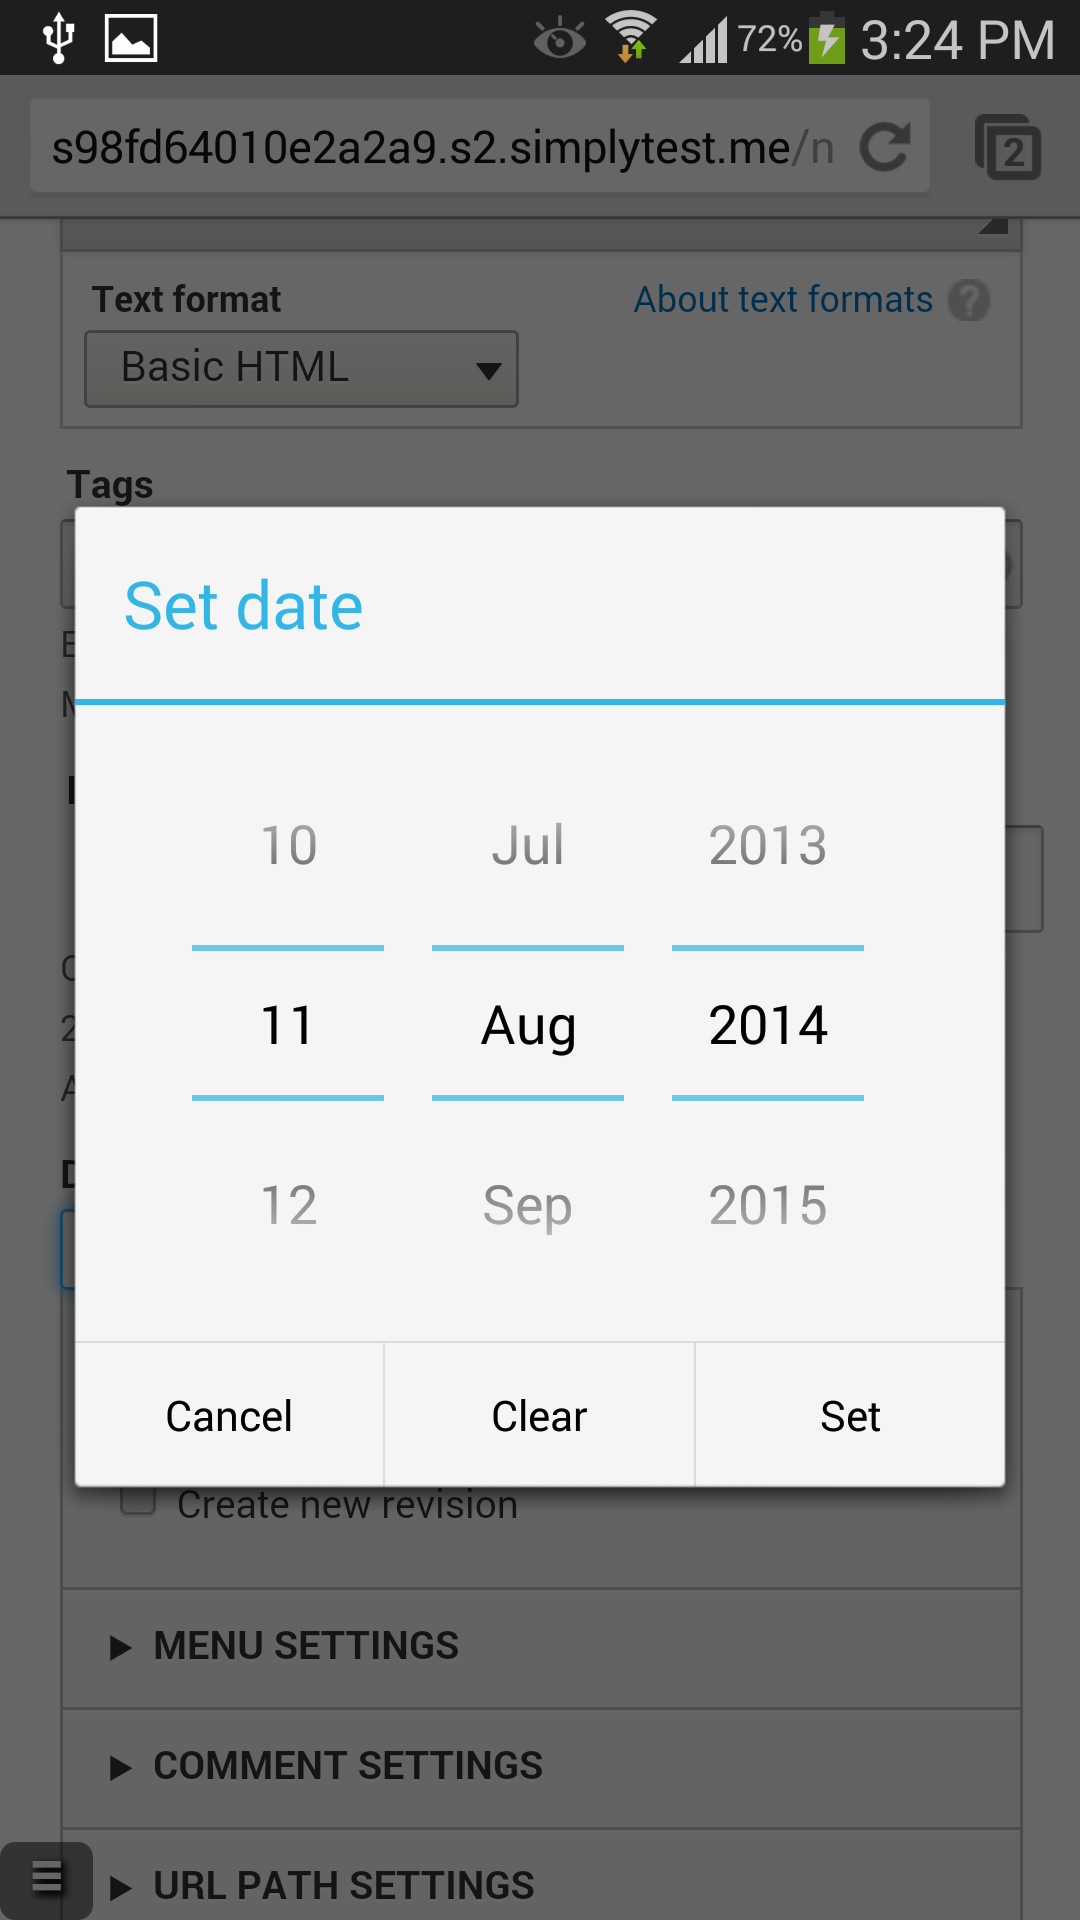 72% 3:24 PM
s98fd64010e2a2a9.s2.simplytest.me/n
2
Text format About text formats ?
Basic HTML
Tags
Set date
10 Jul 2013
11 Aug 2014
12 Sep 2015
Cancel Clear Set
Create new revision
MENU SETTINGS
COMMENT SETTINGS
URL PATH SETTINGS